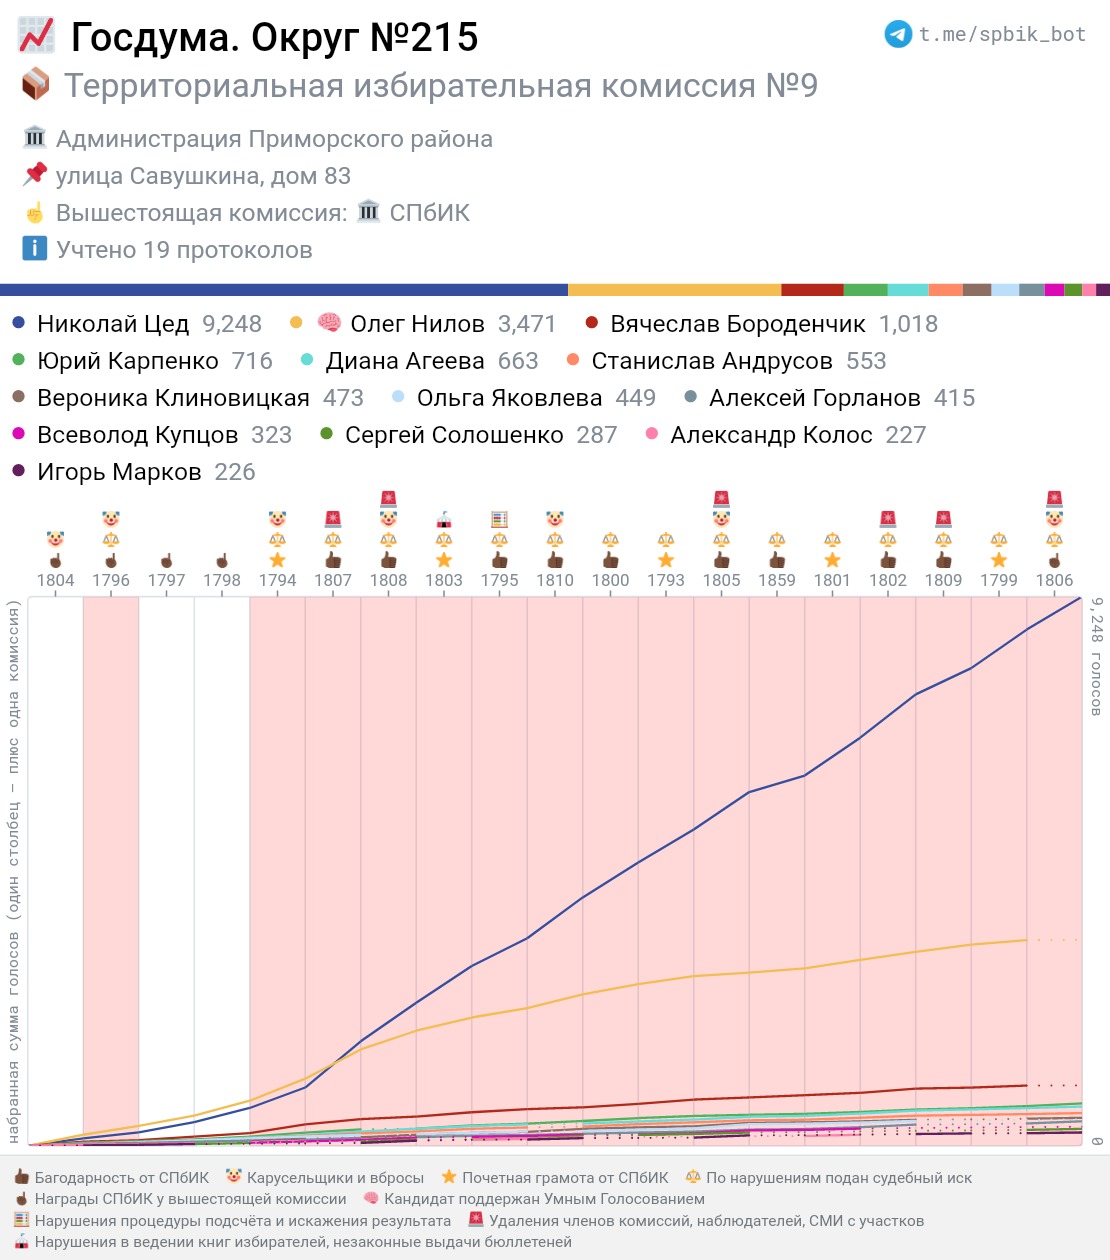 Госдума. Округ №215
t.me/spbik_bot
Территориальная избирательная комиссия №9
Администрация Приморского района
улица Савушкина, дом 83
Вышестоящая комиссия: СПбИК
Учтено 19 протоколов
Николай Цед 9,248 Олег Нилов 3,471 Вячеслав Бороденчик 1,018
Юрий Карпенко 716 Диана Агеева 663 Станислав Андрусов 553
Вероника Клиновицкая 473 Ольга Яковлева 449 Алексей Горланов 415
Всеволод Купцов 323 Сергей Солошенко 287 Александр Колос 227
Игорь Марков 226
1804 1796 1797 1798 1794 1807 1808 1803 1795 1810 1800 1793 1805 1859 1801 1802 1809 1799 1806
набранная сумма голосов (один столбец — плюс одна комиссия)
9,248 голосов
0
Багодарность от СПбИК Карусельщики и вбросы Почетная грамота от СПбИК По нарушениям подан судебный иск
Награды СПбИК у вышестоящей комиссии Кандидат поддержан Умным Голосованием
Нарушения процедуры подсчёта и искажения результата Удаления членов комиссий, наблюдателей, СМИ с участков
Нарушения в ведении книг избирателей, незаконные выдачи бюллетеней